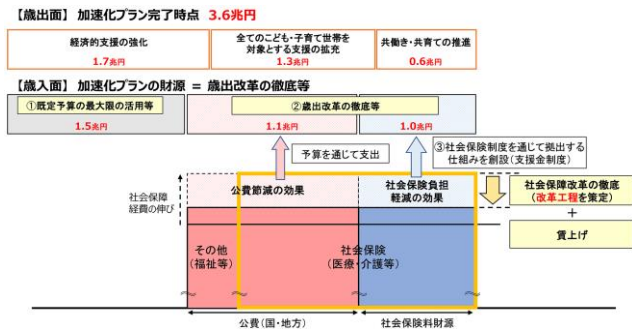 【歳出面】 加速化プラン完了時点 3.6兆円
経済的支援の強化
1.7兆円
全てのこども・子育て世帯を
対象とする支援の拡充
1.3兆円
共働き・共育ての推進
0.6兆円
【歳入面】 加速化プランの財源 = 歳出改革の徹底等
①既定予算の最大限の活用等
1.5兆円
②歳出改革の徹底等
1.1兆円
1.0兆円
予算を通じて支出
③社会保険制度を通じて拠出する
仕組みを創設(支援金制度)
社会保障
経費の伸び
公費節減の効果
社会保険負担
軽減の効果
社会保障改革の徹底
(改革工程を策定)
+
賃上げ
その他
(福祉等)
社会保険
(医療・介護等)
公費(国・地方)
社会保険料財源